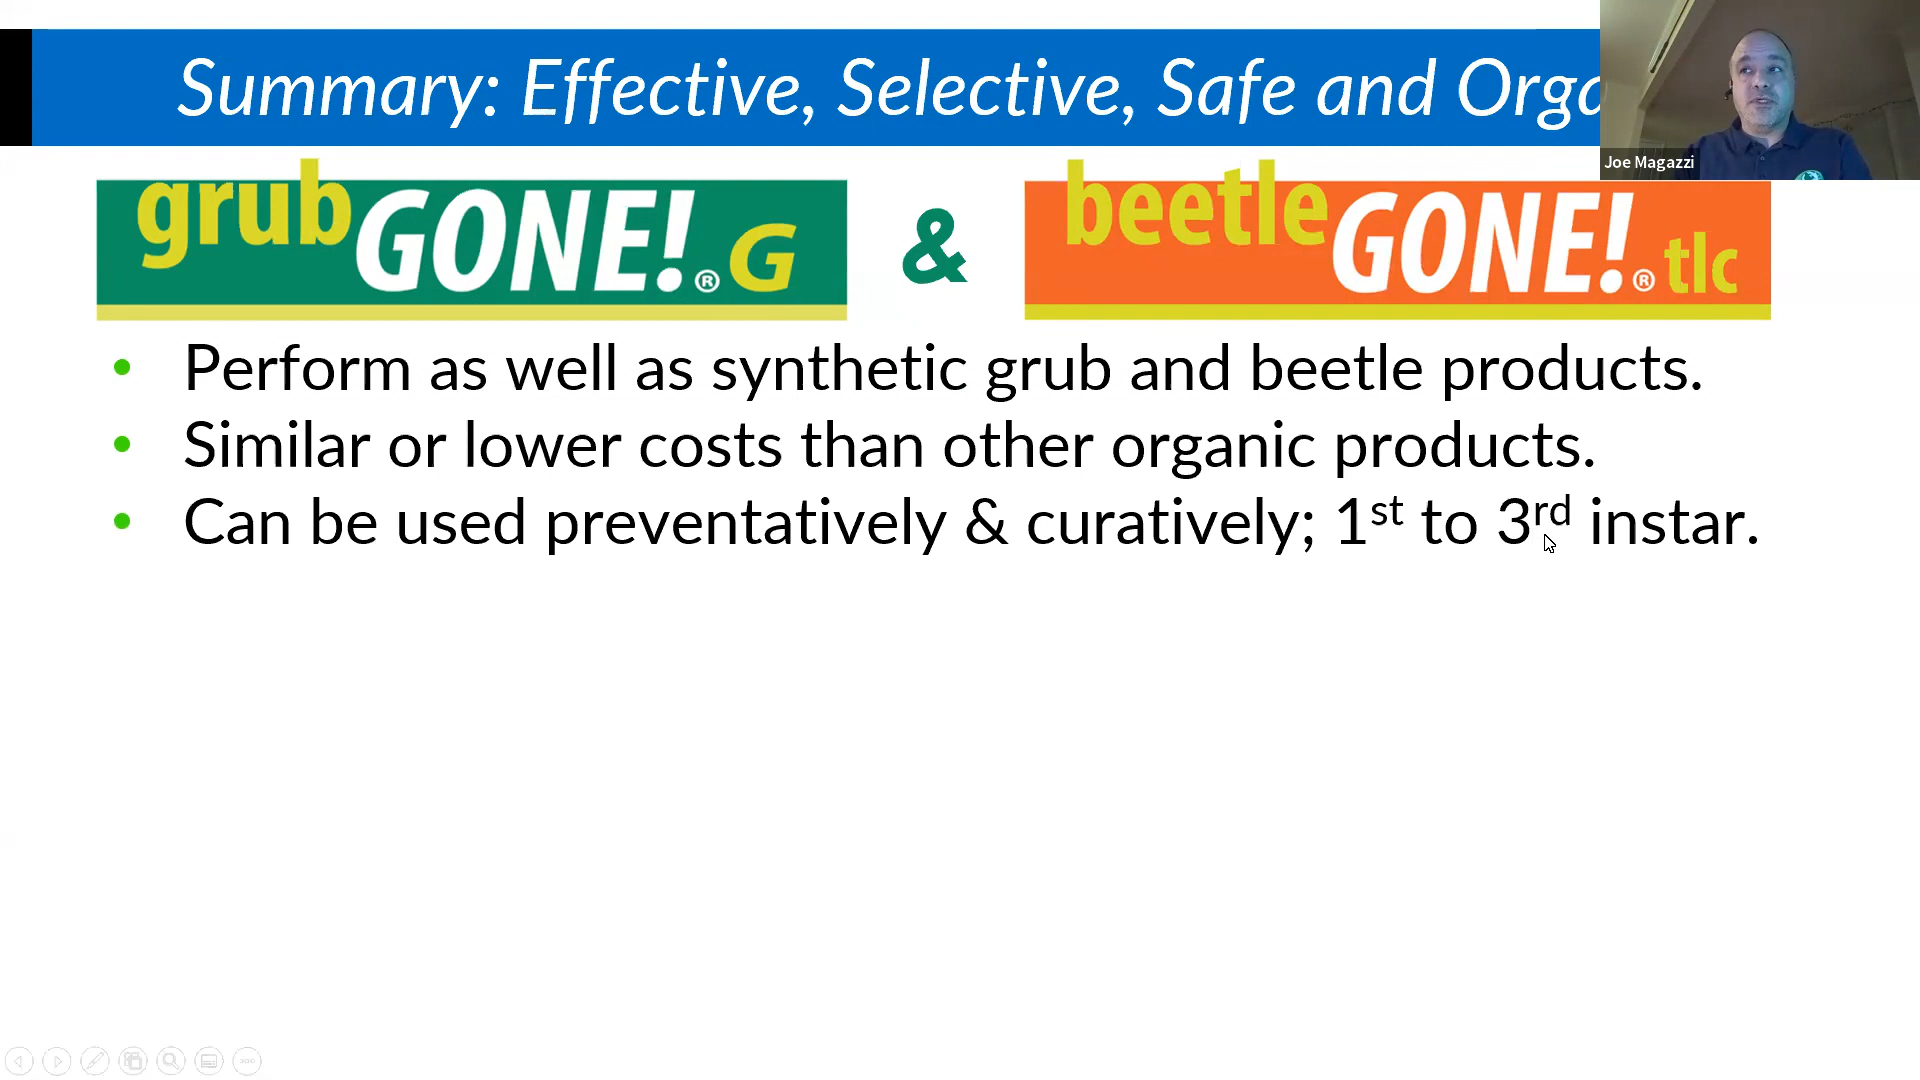 Summary: Effective, Selective, Safe and Orga
Joe Magazzi
grubGONE!® G & beetleGONE!® tlc
• Perform as well as synthetic grub and beetle products.
• Similar or lower costs than other organic products.
• Can be used preventatively & curatively; 1st to 3rd instar.